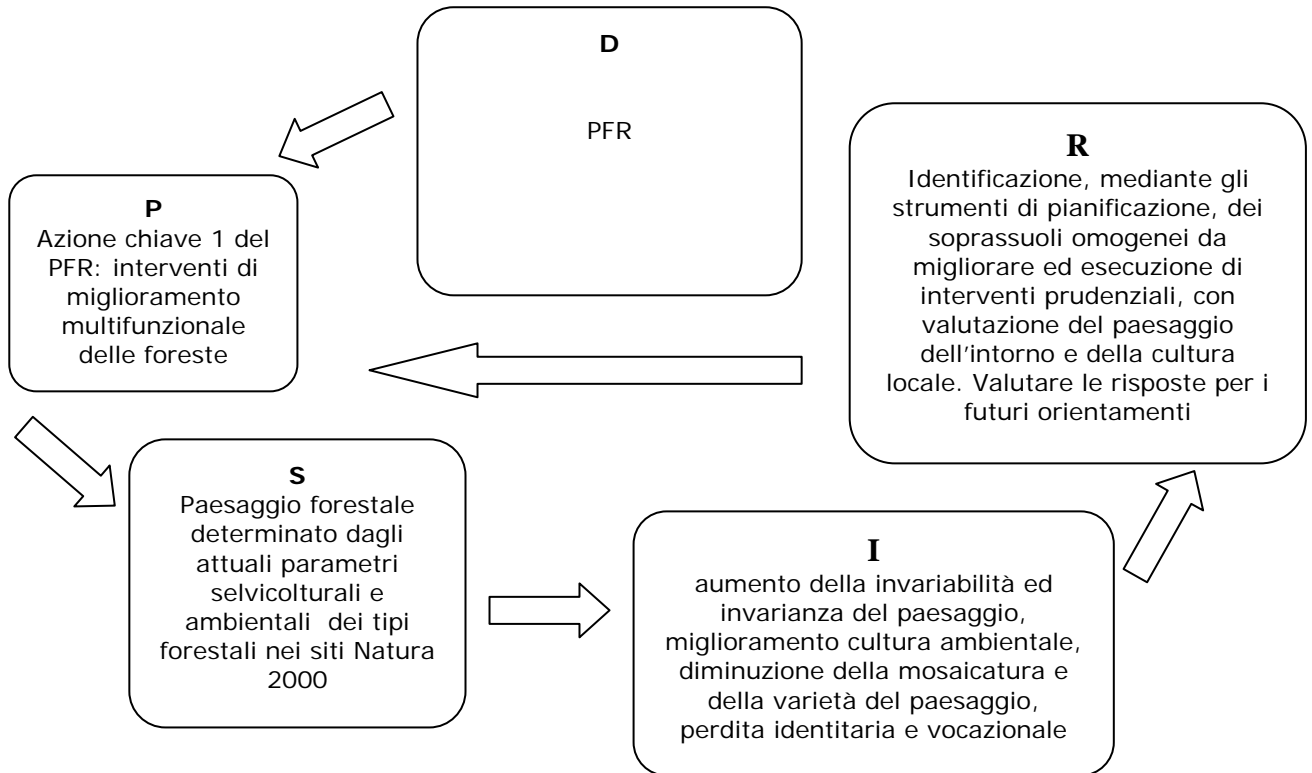 D
PFR
P
Azione chiave 1 del
PFR: interventi di
miglioramento
multifunzionale
delle foreste
S
Paesaggio forestale
determinato dagli
attuali parametri
selvicolturali e
ambientali dei tipi
forestali nei siti Natura
2000
I
aumento della invariabilità ed
invarianza del paesaggio,
miglioramento cultura ambientale,
diminuzione della mosaicatura e
della varietà del paesaggio,
perdita identitaria e vocazionale
R
Identificazione, mediante gli
strumenti di pianificazione, dei
soprassuoli omogenei da
migliorare ed esecuzione di
interventi prudenziali, con
valutazione del paesaggio
dell'intorno e della cultura
locale. Valutare le risposte per i
futuri orientamenti